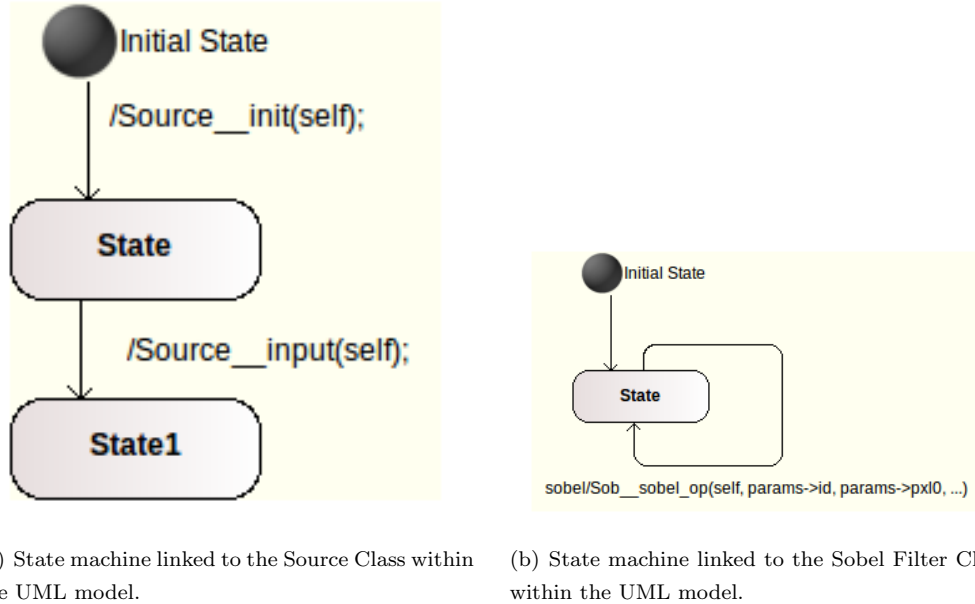 Initial State
/Source__init(self);
State
/Source__input(self);
State1
) State machine linked to the Source Class within
UML model.
Initial State
State
sobel/Sob__sobel_op(self, params->id, params->pxl0, ...)
(b) State machine linked to the Sobel Filter
within the UML model.